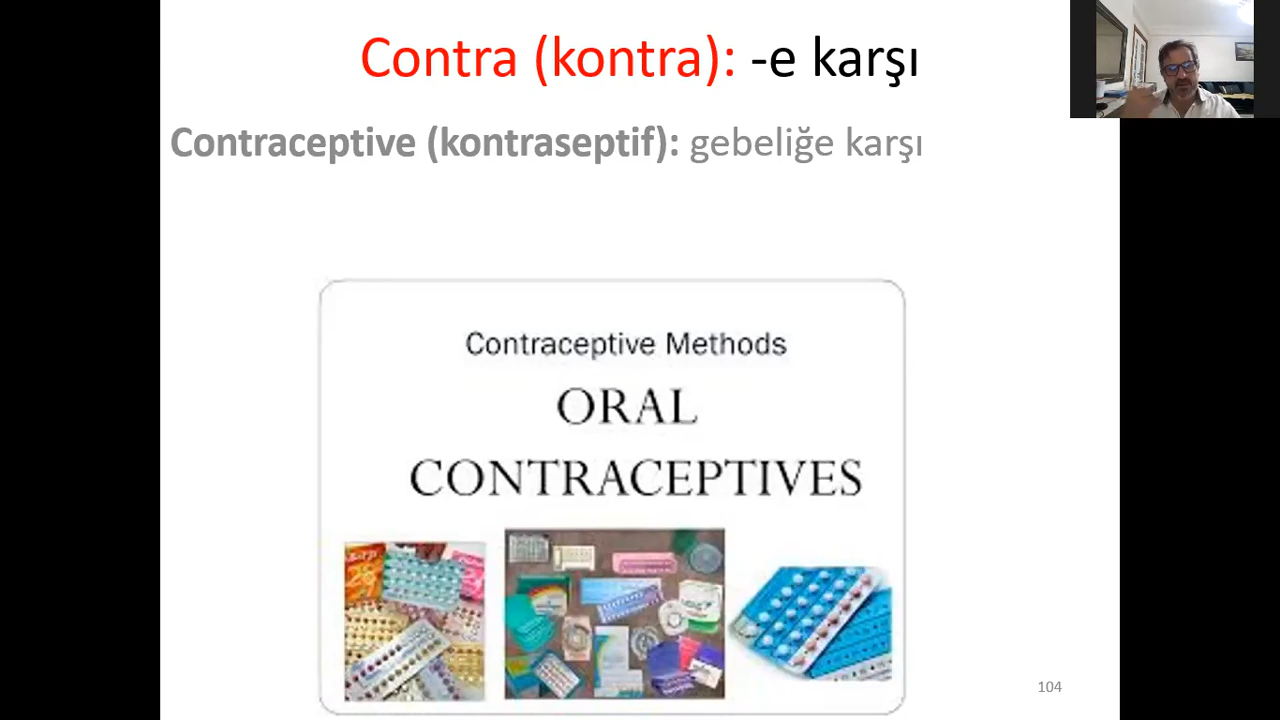 Contra (kontra): -e karşı
Contraceptive (kontraseptif): gebeliğe karşı
Contraceptive Methods
ORAL
CONTRACEPTIVES
104